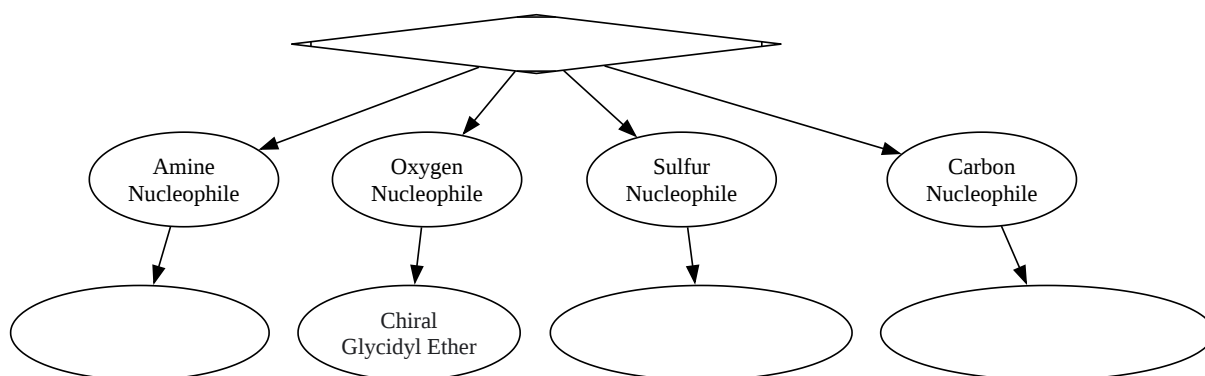 Amine
Nucleophile
Oxygen
Nucleophile
Sulfur
Nucleophile
Carbon
Nucleophile
Chiral
Glycidyl Ether